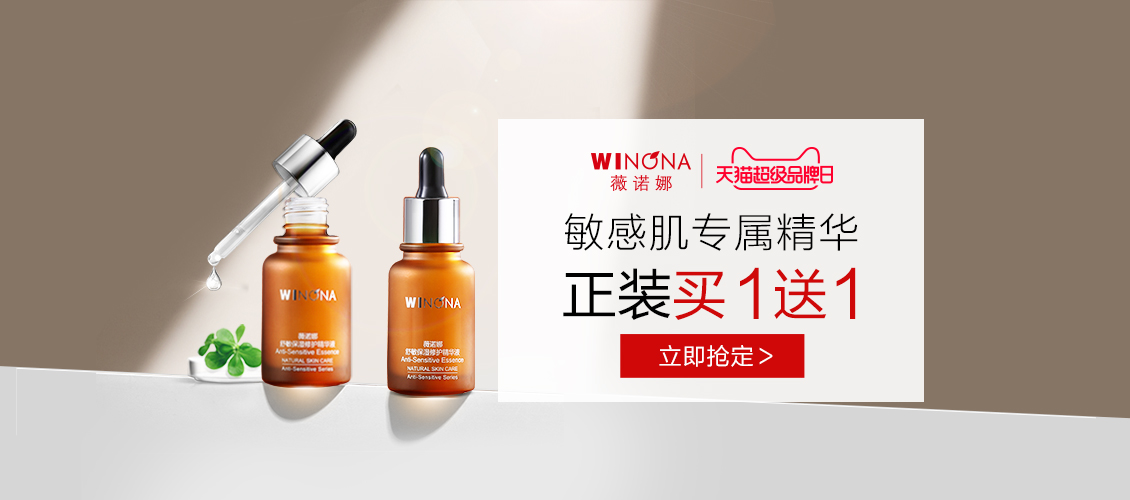 WINONA
薇诺娜
天猫超级品牌日
敏感肌专属精华
正装买1送1
立即抢定>
WINONA
薇诺娜
舒敏保湿修护精华液
Anti-Sensitive Essence
NATURAL SKIN CARE
Anti-Sensitive Series
WINONA
薇诺娜
舒敏保湿修护精华液
Anti-Sensitive Essence
NATURAL SKIN CARE
Anti-Sensitive Series